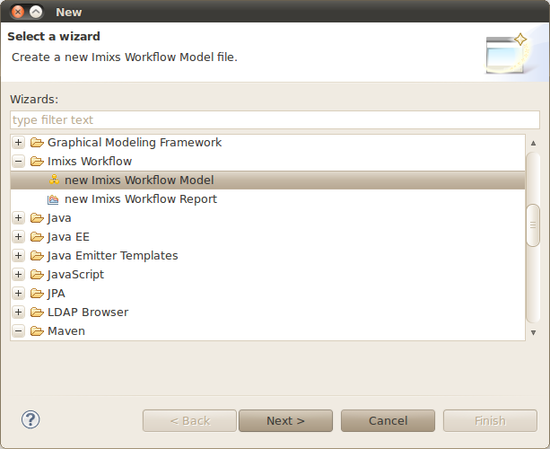 New
Select a wizard
Create a new Imixs Workflow Model file.
Wizards:
type filter text
Graphical Modeling Framework
Imixs Workflow
new Imixs Workflow Model
new Imixs Workflow Report
Java
Java EE
Java Emitter Templates
JavaScript
JPA
LDAP Browser
Maven
? < Back Next > Cancel Finish